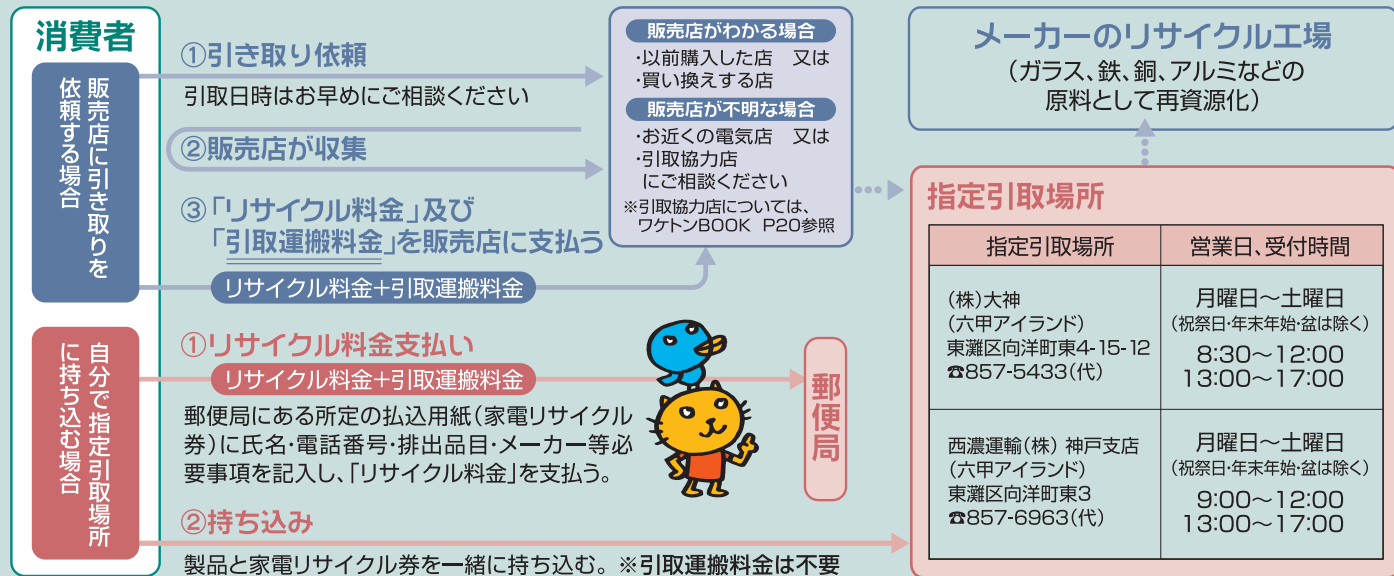 消費者
販売店に引き取りを
依頼する場合
①引き取り依頼
引取日時はお早めにご相談ください
②販売店が収集
③「リサイクル料金」及び
「引取運搬料金」を販売店に支払う
リサイクル料金+引取運搬料金
販売店がわかる場合
・以前購入した店 又は
・買い換えする店
販売店が不明な場合
・お近くの電気店 又は
・引取協力店
にご相談ください
※引取協力店については、
ワケトンBOOK P20参照
自分で指定引取場所
に持ち込む場合
①リサイクル料金支払い
リサイクル料金+引取運搬料金
郵便局にある所定の払込用紙(家電リサイクル
券)に氏名・電話番号・排出品目・メーカー等必
要事項を記入し、「リサイクル料金」を支払う。
郵便局
②持ち込み
製品と家電リサイクル券を一緒に持ち込む。※引取運搬料金は不要
メーカーのリサイクル工場
(ガラス、鉄、銅、アルミなどの
原料として再資源化)
指定引取場所
指定引取場所 営業日、受付時間
(株)大神
(六甲アイランド)
東灘区向洋町東4-15-12
☎857-5433(代)
月曜日~土曜日
(祝祭日・年末年始・盆は除く)
8:30~12:00
13:00~17:00
西濃運輸(株) 神戸支店
(六甲アイランド)
東灘区向洋町東3
☎857-6963(代)
月曜日~土曜日
(祝祭日・年末年始・盆は除く)
9:00~12:00
13:00~17:00